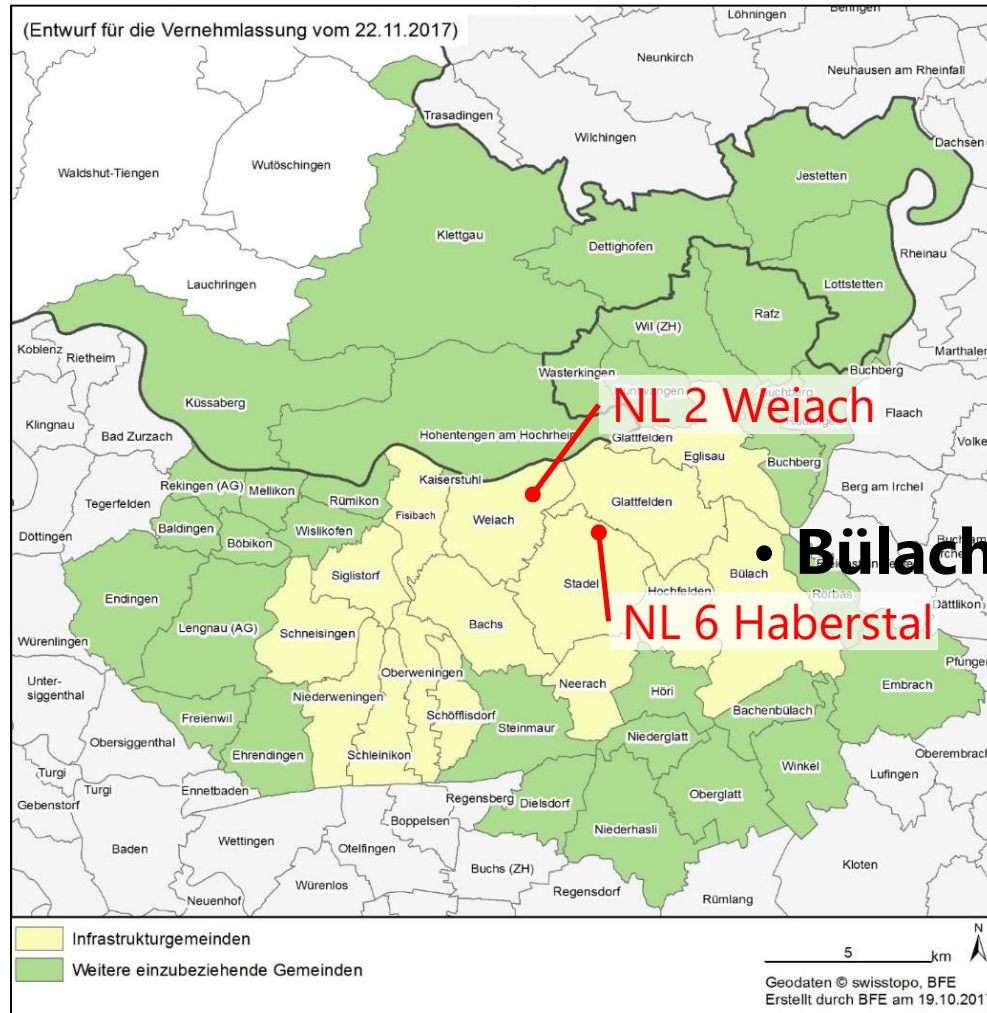 (Entwurf für die Vernehmlassung vom 22.11.2017)
Löhningen
Beringen
Neunkirch
Neuhausen am Rheinfall
Trasadingen
Wilchingen
Dachsen
Waldshut-Tiengen
Wutöschingen
Jestetten
Klettgau
Dettighofen
Rheinau
Lauchringen
Lottstetten
Rafz
Wil (ZH)
Koblenz
Rietheim
Marthalen
Buchberg
Wasterkingen
Hüntwangen
Buchberg
Küssaberg
NL 2 Weiach
Flaach
Klingnau
Rüdlingen
Bad Zurzach
Hohentengen am Hochrhein
Glattfelden
Volke
Eglisau
Buchberg
Kaiserstuhl
Rekingen (AG)
Mellikon
Rümikon
Berg am Irchel
Tegerfelden
Glattfelden
Fisibach
Weiach
Baldingen
Wislikofen
Döttingen
Böbikon
• Bülach
Siglistorf
Bülach
Stadel
Hochfelden
Rorbas
Endingen
Dättlikon
NL 6 Haberstal
Bachs
Lengnau (AG)
Schneisingen
Würenlingen
Pfungen
Oberweningen
Unter-
siggenthal
Neerach
Embrach
Höri
Niederweningen
Bachenbülach
Schöfflisdorf
Freienwil
Steinmaur
Niederglatt
Obersiggenthal
Ehrendingen
Schleinikon
Oberembrach
Winkel
Turgi
Lufingen
Ennetbaden
Turgi
Oberglatt
Regensberg
Dielsdorf
Gebenstorf
Boppelsen
Niederhasli
Wettingen
Baden
Otelfingen
Kloten
Buchs (ZH)
Würenlos
Regensdorf
Neuenhof
Rümlang
Infrastrukturgemeinden
Weitere einzubeziehende Gemeinden
N
5 km
Geodaten © swisstopo, BFE
Erstellt durch BFE am 19.10.2017